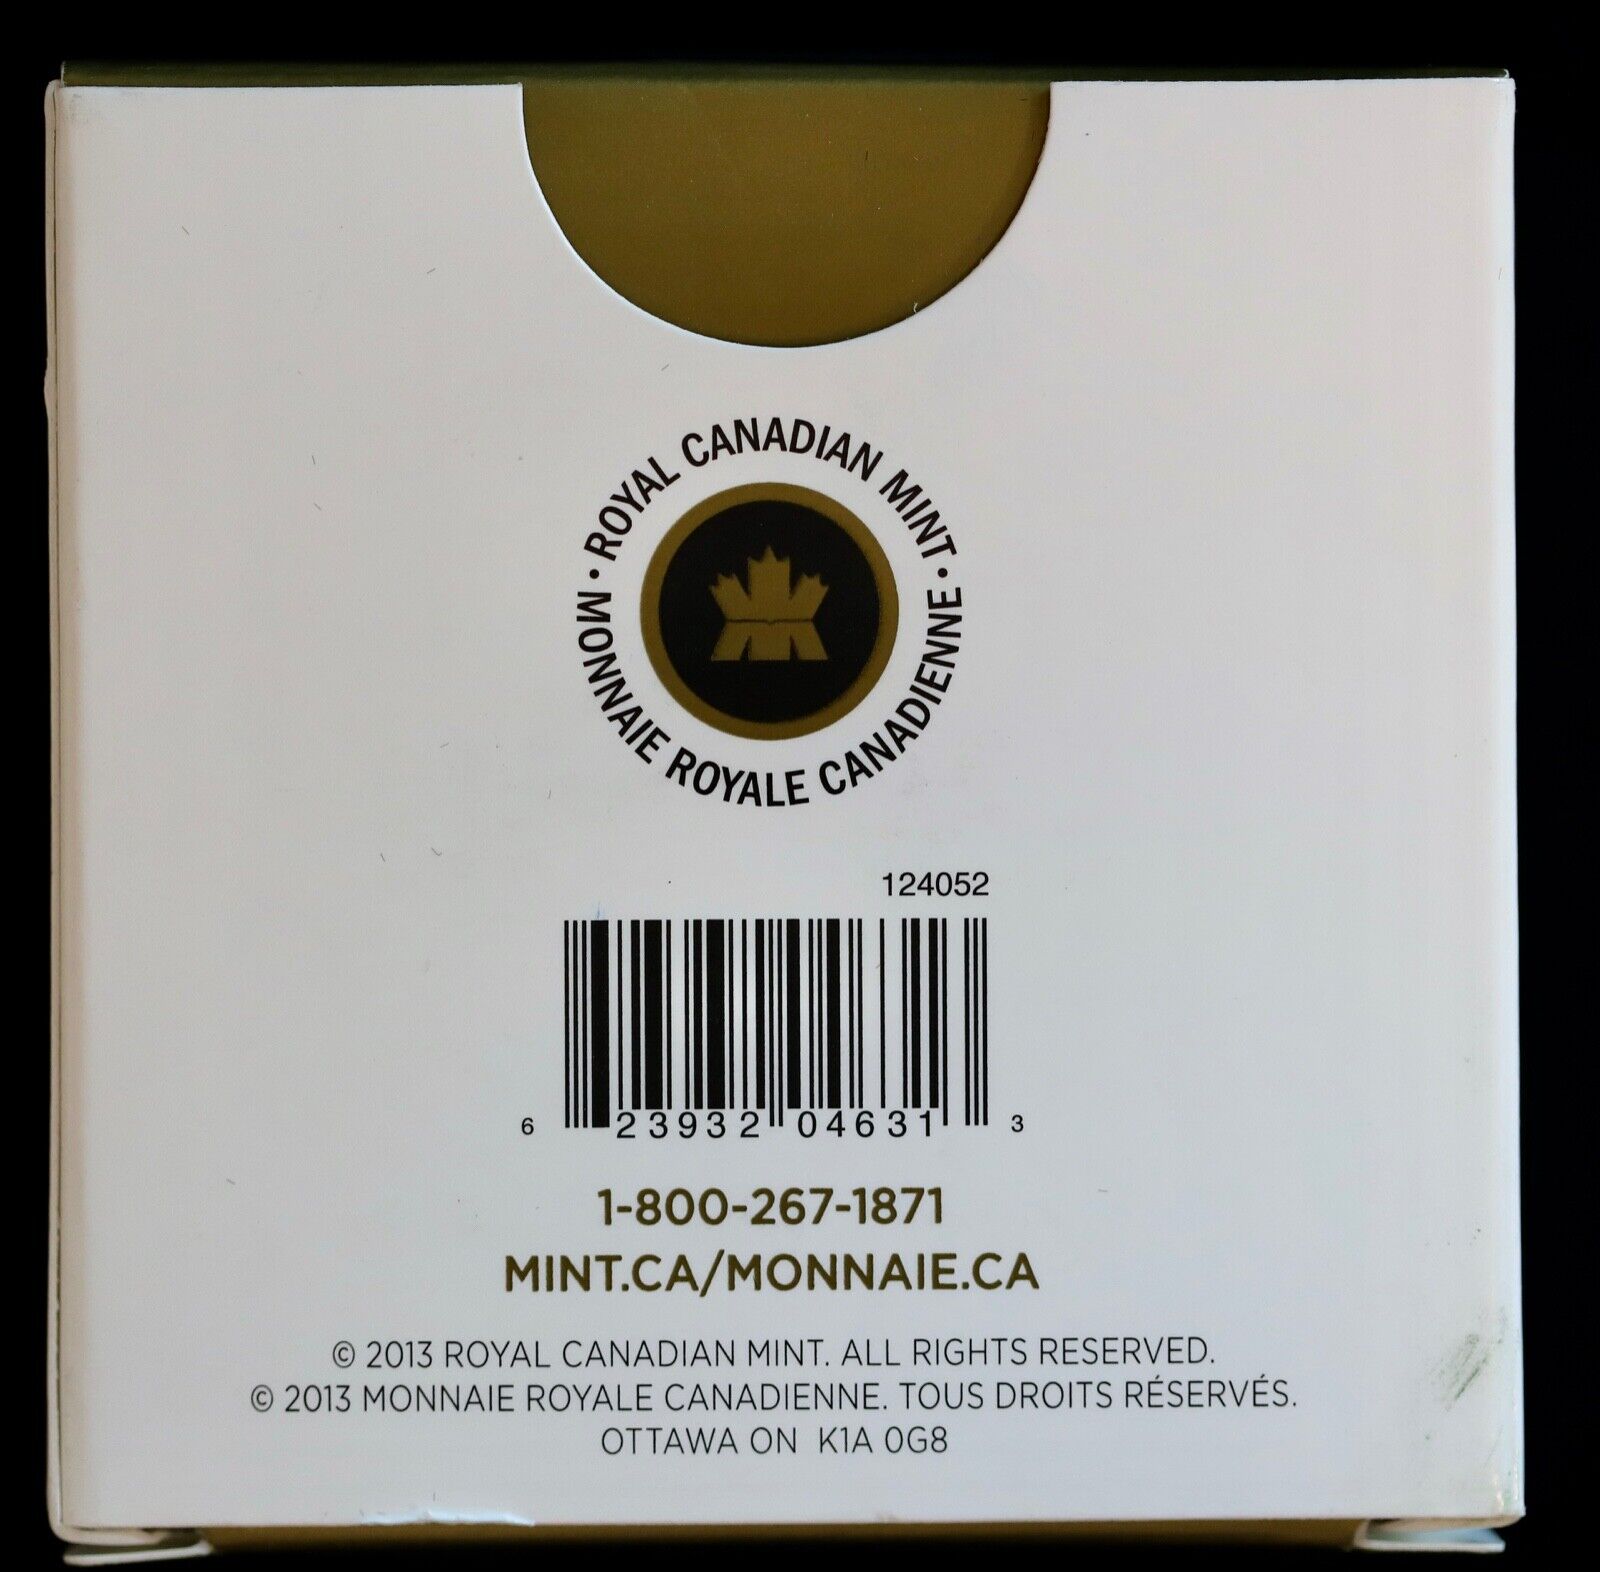 · ROYAL CANADIAN MINT ·
MONNAIE ROYALE CANADIENNE
124052
6 23932 04631 3
1-800-267-1871
MINT.CA/MONNAIE.CA
© 2013 ROYAL CANADIAN MINT. ALL RIGHTS RESERVED.
© 2013 MONNAIE ROYALE CANADIENNE. TOUS DROITS RÉSERVÉS.
OTTAWA ON K1A 0G8